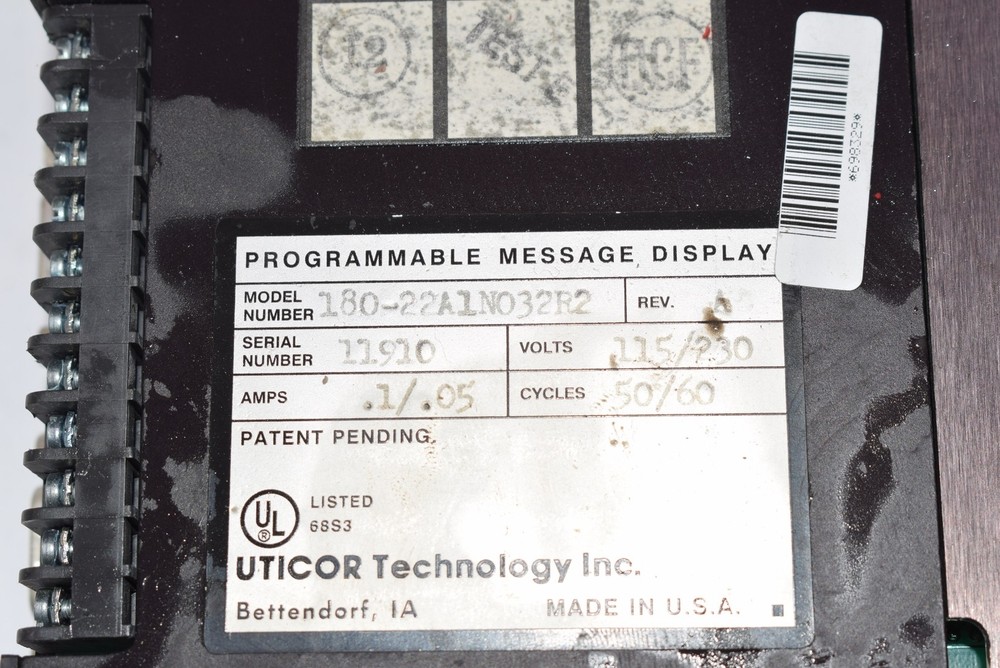 12
TEST
PROGRAMMABLE MESSAGE DISPLAY
MODEL NUMBER 180-22A1N032R2 REV. A
SERIAL NUMBER 11910 VOLTS 115/230
AMPS .1/.05 CYCLES 50/60
PATENT PENDING
UL® LISTED
68S3
UTICOR Technology Inc.
Bettendorf, IA MADE IN U.S.A.
*698329*